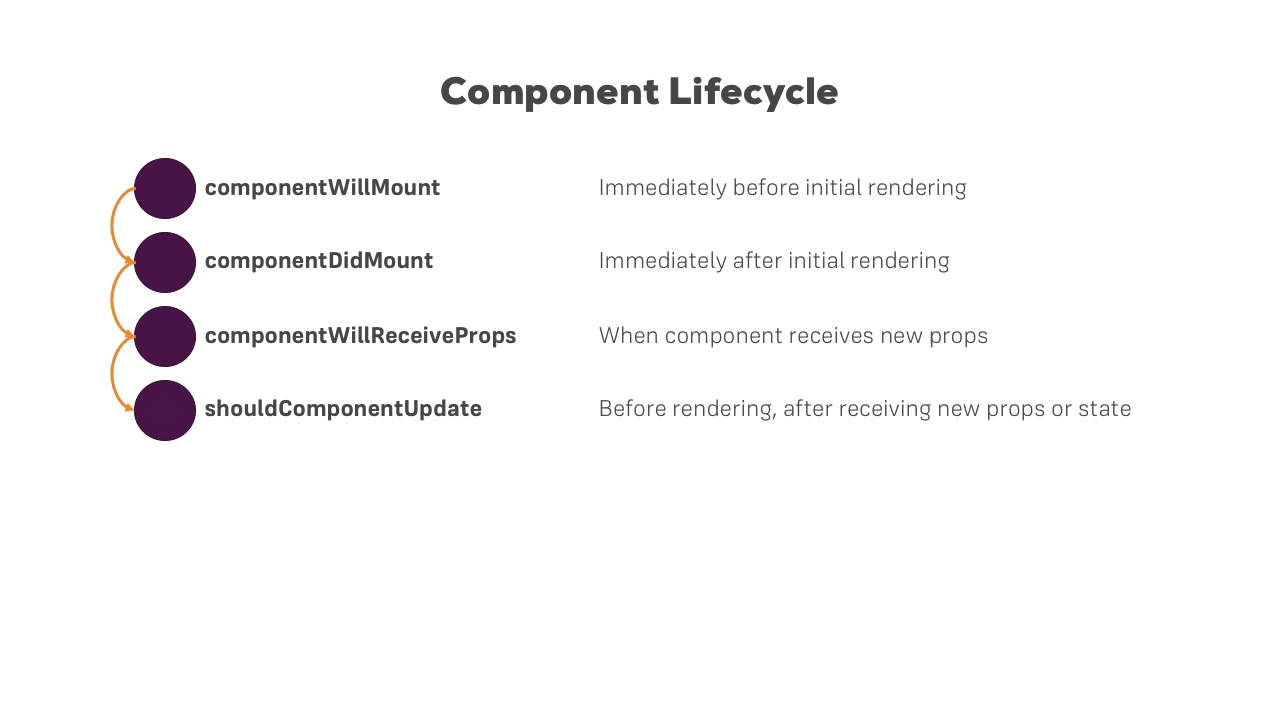 Component Lifecycle
componentWillMount Immediately before initial rendering
componentDidMount Immediately after initial rendering
componentWillReceiveProps When component receives new props
shouldComponentUpdate Before rendering, after receiving new props or state